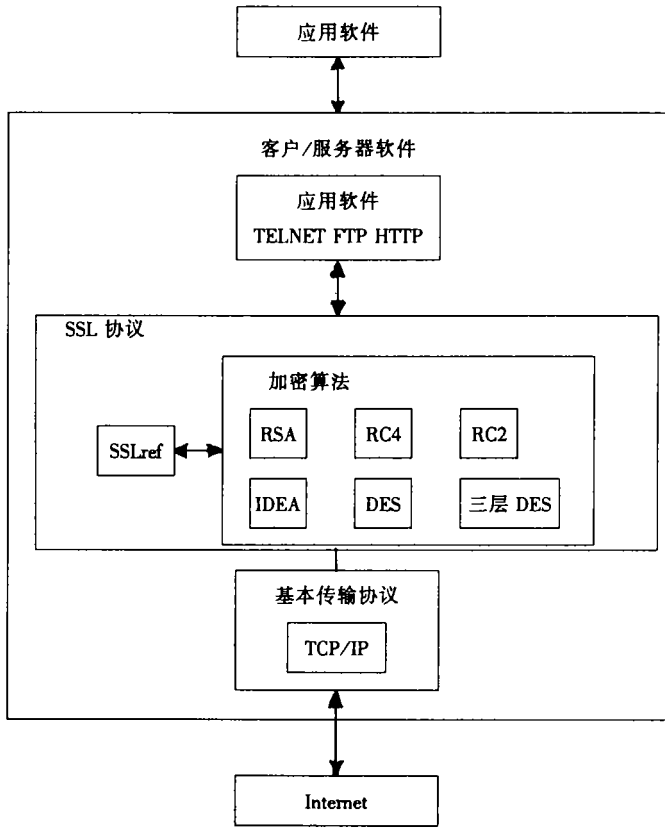 应用软件
客户/服务器软件
应用软件
TELNET FTP HTTP
SSL 协议
加密算法
RSA
RC4
RC2
SSLref
IDEA
DES
三层 DES
基本传输协议
TCP/IP
Internet